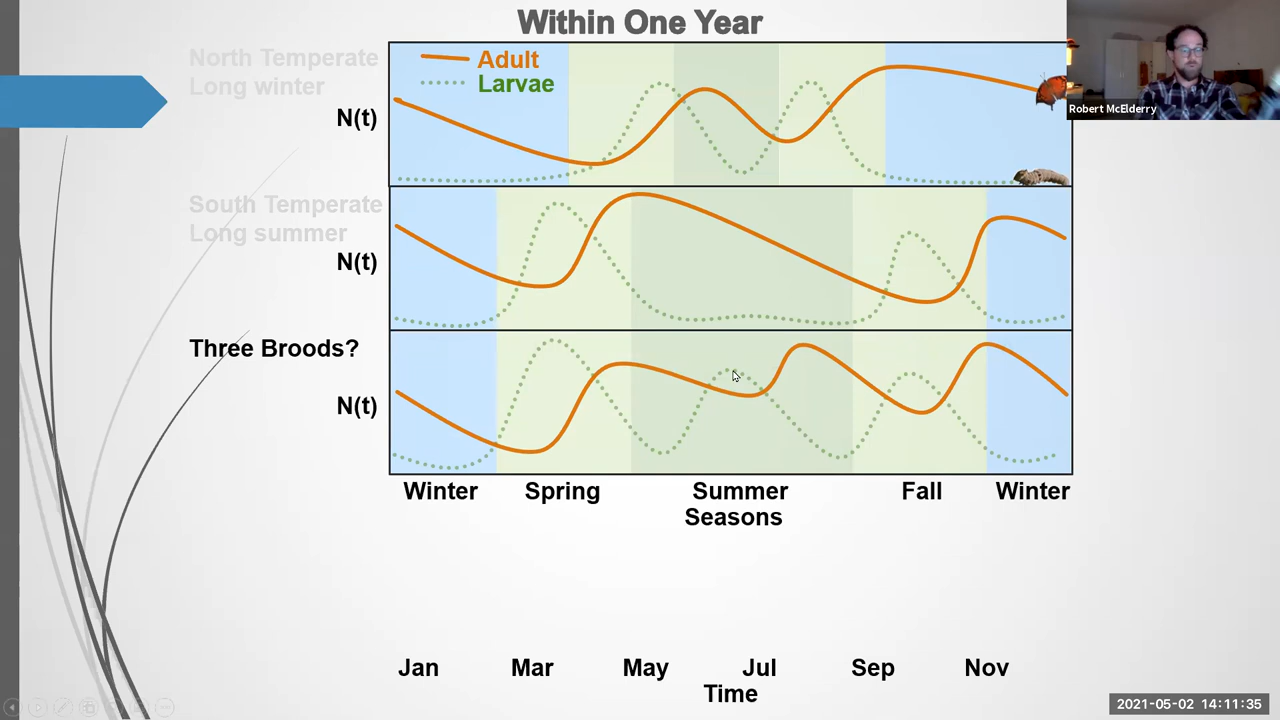 Within One Year
North Temperate
Long winter
N(t)
Adult
Larvae
Robert McElderry
South Temperate
Long summer
N(t)
Three Broods?
N(t)
Winter Spring Summer Fall Winter
Seasons
Jan Mar May Jul Sep Nov
Time
2021-05-02 14:11:35